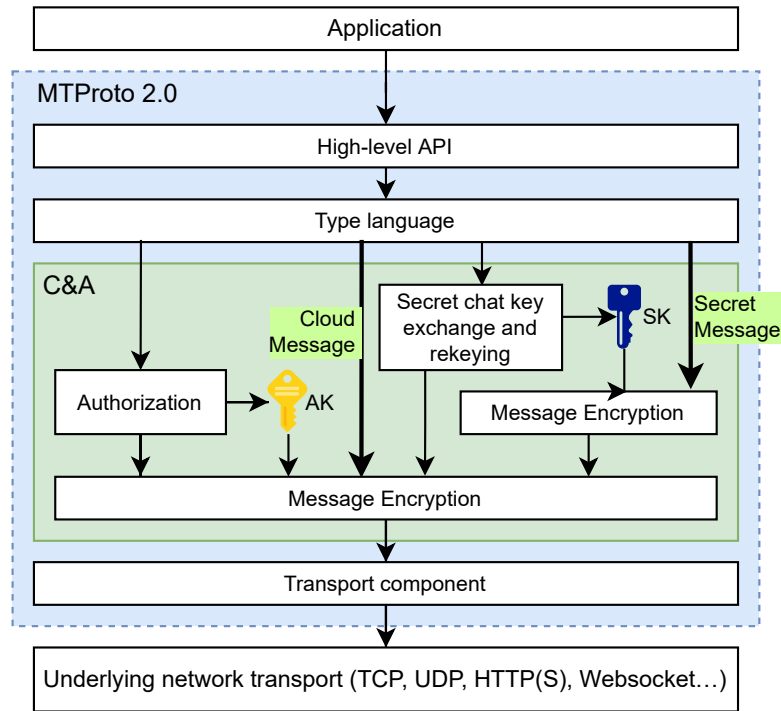 Application
MTProto 2.0
High-level API
Type language
C&A
Cloud
Message
Secret chat key
exchange and
rekeying
SK
Secret
Message
Authorization
AK
Message Encryption
Message Encryption
Transport component
Underlying network transport (TCP, UDP, HTTP(S), Websocket…)